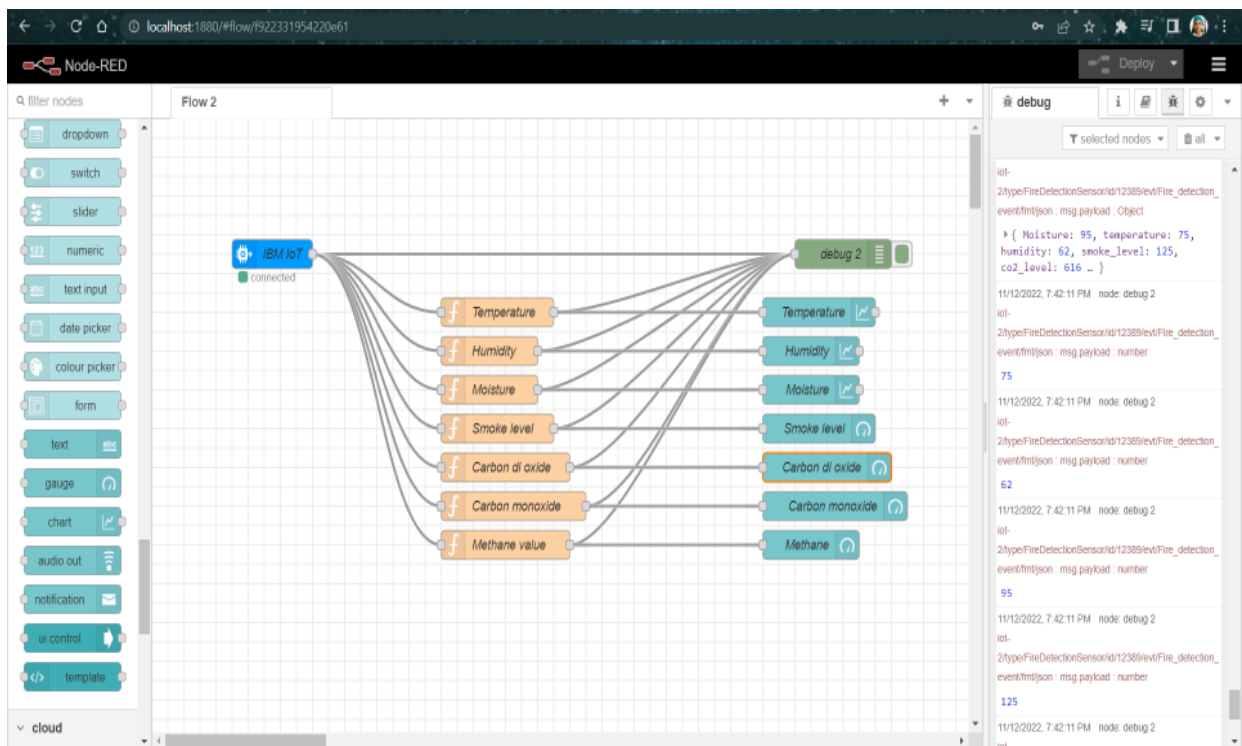 localhost:1880/#flow/f922331954220e61
Node-RED
Deploy
filter nodes
Flow 2
debug
i
selected nodes
all
dropdown
switch
slider
123 numeric
abc text input
date picker
colour picker
form
text abc
gauge
chart
audio out
notification
ui control
</> template
cloud
IBM IoT
connected
debug 2
f Temperature
Temperature
f Humidity
Humidity
f Moisture
Moisture
f Smoke level
Smoke level
f Carbon di oxide
Carbon di oxide
f Carbon monoxide
Carbon monoxide
f Methane value
Methane
iot-
2/type/FireDetectionSensor/id/12389/evt/Fire_detection_
event/fmt/json : msg.payload : Object
{ Moisture: 95, temperature: 75,
humidity: 62, smoke_level: 125,
co2_level: 616 … }
11/12/2022, 7:42:11 PM node: debug 2
iot-
2/type/FireDetectionSensor/id/12389/evt/Fire_detection_
event/fmt/json : msg.payload : number
75
11/12/2022, 7:42:11 PM node: debug 2
iot-
2/type/FireDetectionSensor/id/12389/evt/Fire_detection_
event/fmt/json : msg.payload : number
62
11/12/2022, 7:42:11 PM node: debug 2
iot-
2/type/FireDetectionSensor/id/12389/evt/Fire_detection_
event/fmt/json : msg.payload : number
95
11/12/2022, 7:42:11 PM node: debug 2
iot-
2/type/FireDetectionSensor/id/12389/evt/Fire_detection_
event/fmt/json : msg.payload : number
125
11/12/2022, 7:42:11 PM node: debug 2